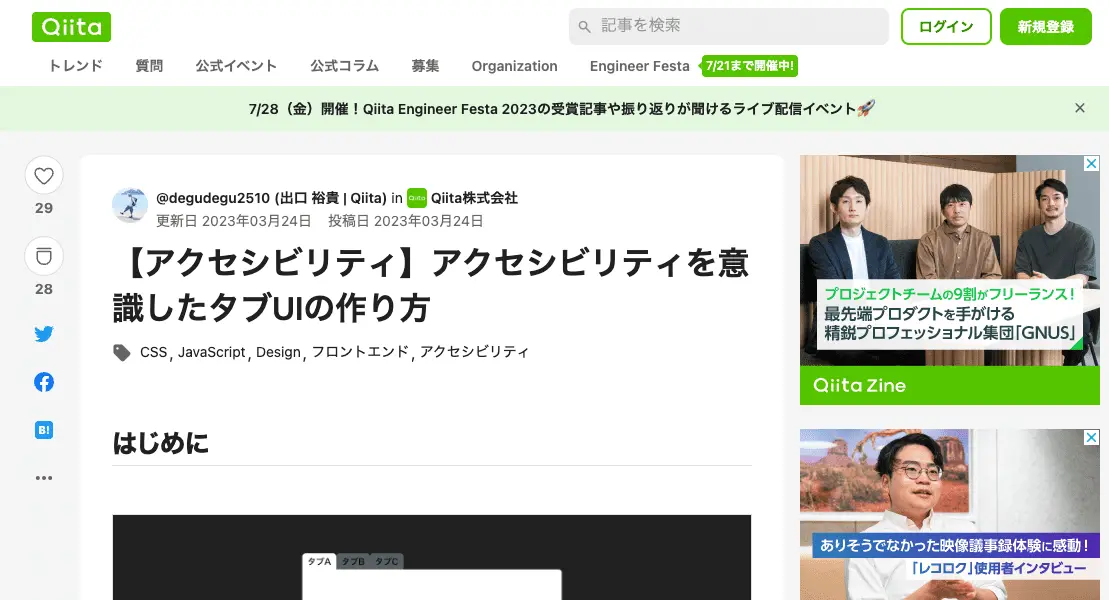 Qiita
記事を検索
ログイン
新規登録
トレンド 質問 公式イベント 公式コラム 募集 Organization Engineer Festa 7/21まで開催中!
7/28（金）開催！Qiita Engineer Festa 2023の受賞記事や振り返りが聞けるライブ配信イベント🚀
29
28
B!
@degudegu2510 (出口 裕貴 | Qiita) in Qiita Qiita株式会社
更新日 2023年03月24日 投稿日 2023年03月24日
【アクセシビリティ】アクセシビリティを意
識したタブUIの作り方
CSS, JavaScript, Design, フロントエンド, アクセシビリティ
はじめに
タブA タブB タブC
プロジェクトチームの9割がフリーランス！
最先端プロダクトを手がける
精鋭プロフェッショナル集団「GNUS」
Qiita Zine
ありそうでなかった映像議事録体験に感動！
「レコロク」使用者インタビュー